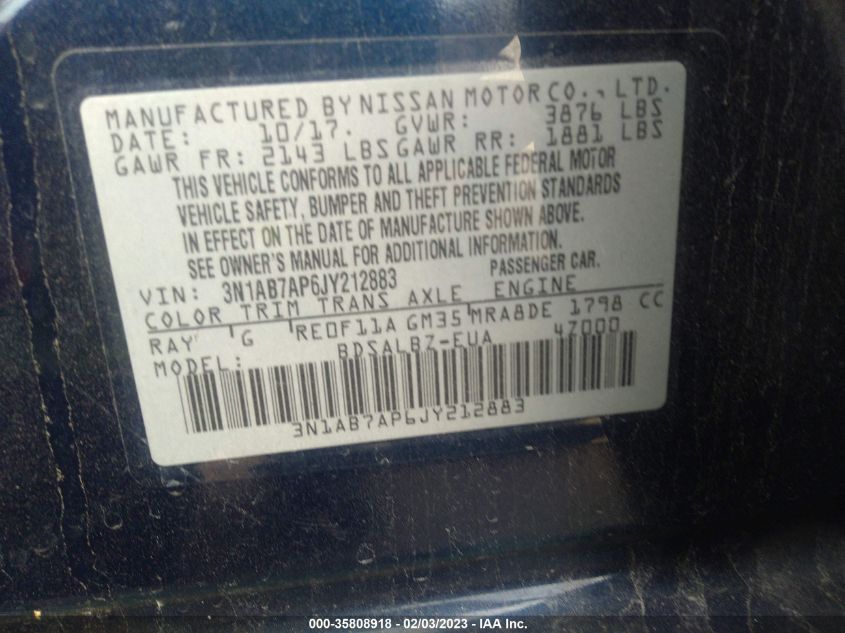 MANUFACTURED BY NISSAN MOTOR CO., LTD.
DATE: 10/17. GVWR: 3876 LBS
GAWR FR: 2143 LBS GAWR RR: 1881 LBS
THIS VEHICLE CONFORMS TO ALL APPLICABLE FEDERAL MOTOR
VEHICLE SAFETY, BUMPER AND THEFT PREVENTION STANDARDS
IN EFFECT ON THE DATE OF MANUFACTURE SHOWN ABOVE.
SEE OWNER'S MANUAL FOR ADDITIONAL INFORMATION.
VIN: 3N1AB7AP6JY212883 PASSENGER CAR.
COLOR TRIM TRANS AXLE ENGINE
RAY G RE0F11A GM35 MRA8DE 1798 CC
MODEL: BDSALBZ-EUA 4Z000
3N1AB7AP6JY212883
000-35808918 - 02/03/2023 - IAA Inc.